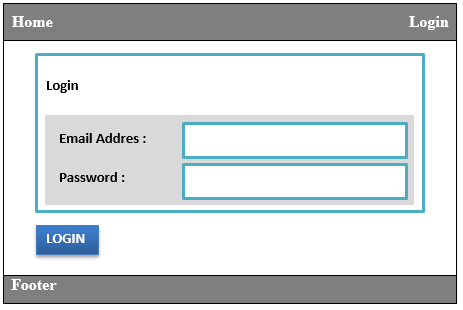 Home Login
Login
Email Addres :
Password :
LOGIN
Footer